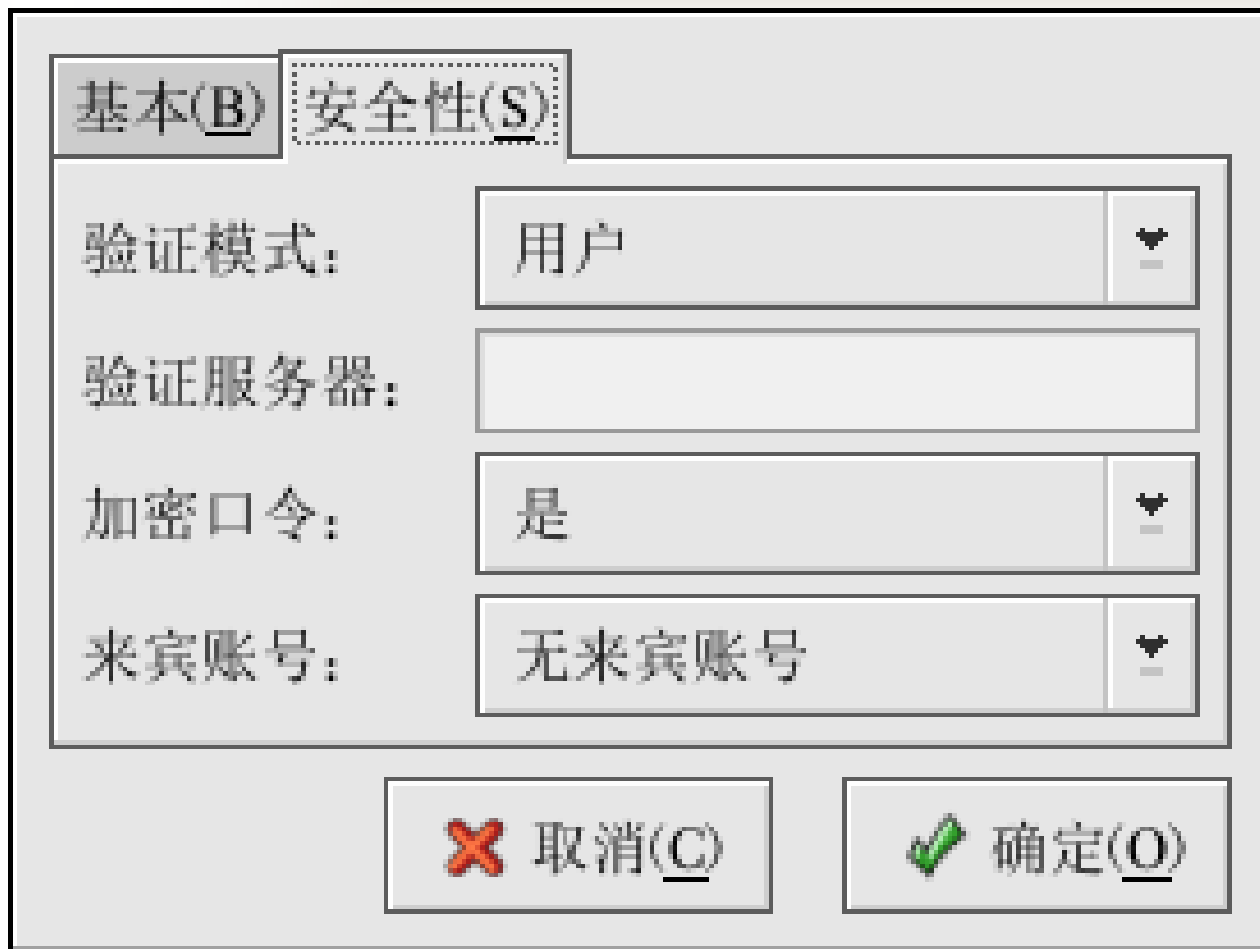 基本(B) 安全性(S)
验证模式： 用户
验证服务器：
加密口令： 是
来宾账号： 无来宾账号
取消(C) 确定(O)